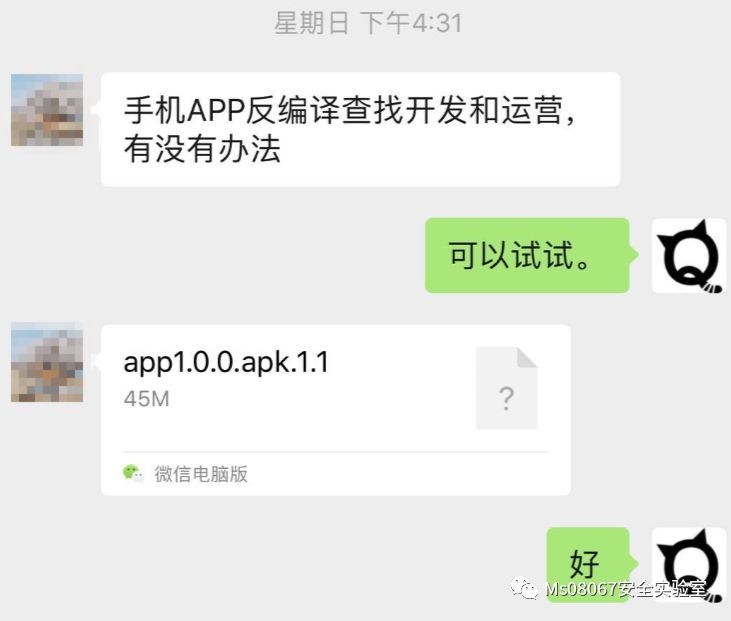 星期日 下午4:31
手机APP反编译查找开发和运营，
有没有办法
可以试试。
app1.0.0.apk.1.1
45M
?
微信电脑版
好
Ms08067安全实验室